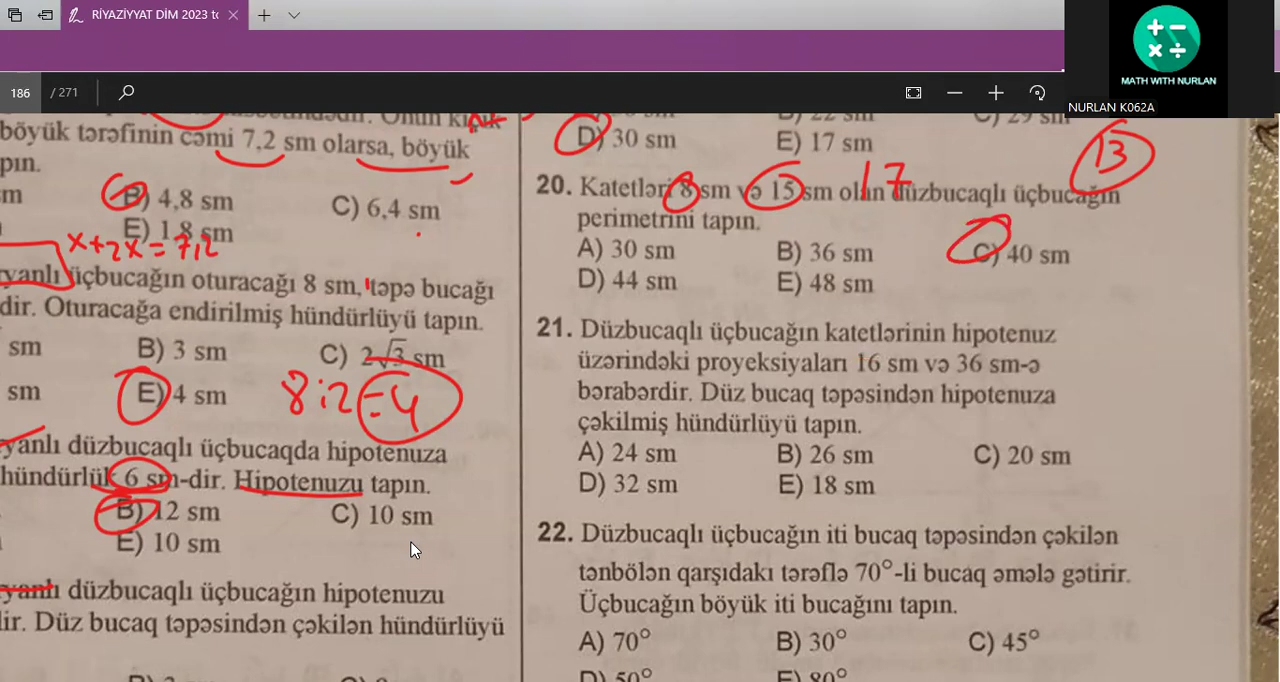 RİYAZİYYAT DİM 2023 to
186 / 271
MATH WITH NURLAN
NURLAN K062A
böyük tərəfinin cəmi 7,2 sm olarsa, böyük
pın.
m B) 4,8 sm C) 6,4 sm
E) 1,8 sm
x+2x=7,2
yanlı üçbucağın oturacağı 8 sm, təpə bucağı
dir. Oturacağa endirilmiş hündürlüyü tapın.
sm B) 3 sm C) 2√3 sm
sm E) 4 sm
8:2=4
yanlı düzbucaqlı üçbucaqda hipotenuza
hündürlük 6 sm-dir. Hipotenuzu tapın.
B) 12 sm C) 10 sm
E) 10 sm
yanlı düzbucaqlı üçbucağın hipotenuzu
ir. Düz bucaq təpəsindən çəkilən hündürlüyü
D) 30 sm E) 17 sm
13
17
20. Katetləri 8 sm və 15 sm olan düzbucaqlı üçbucağın
perimetrini tapın.
A) 30 sm B) 36 sm C) 40 sm
D) 44 sm E) 48 sm
21. Düzbucaqlı üçbucağın katetlərinin hipotenuz
üzərindəki proyeksiyaları 16 sm və 36 sm-ə
bərabərdir. Düz bucaq təpəsindən hipotenuza
çəkilmiş hündürlüyü tapın.
A) 24 sm B) 26 sm C) 20 sm
D) 32 sm E) 18 sm
22. Düzbucaqlı üçbucağın iti bucaq təpəsindən çəkilən
tənbölən qarşıdakı tərəflə 70°-li bucaq əmələ gətirir.
Üçbucağın böyük iti bucağını tapın.
A) 70° B) 30° C) 45°
D) 50° E) 80°